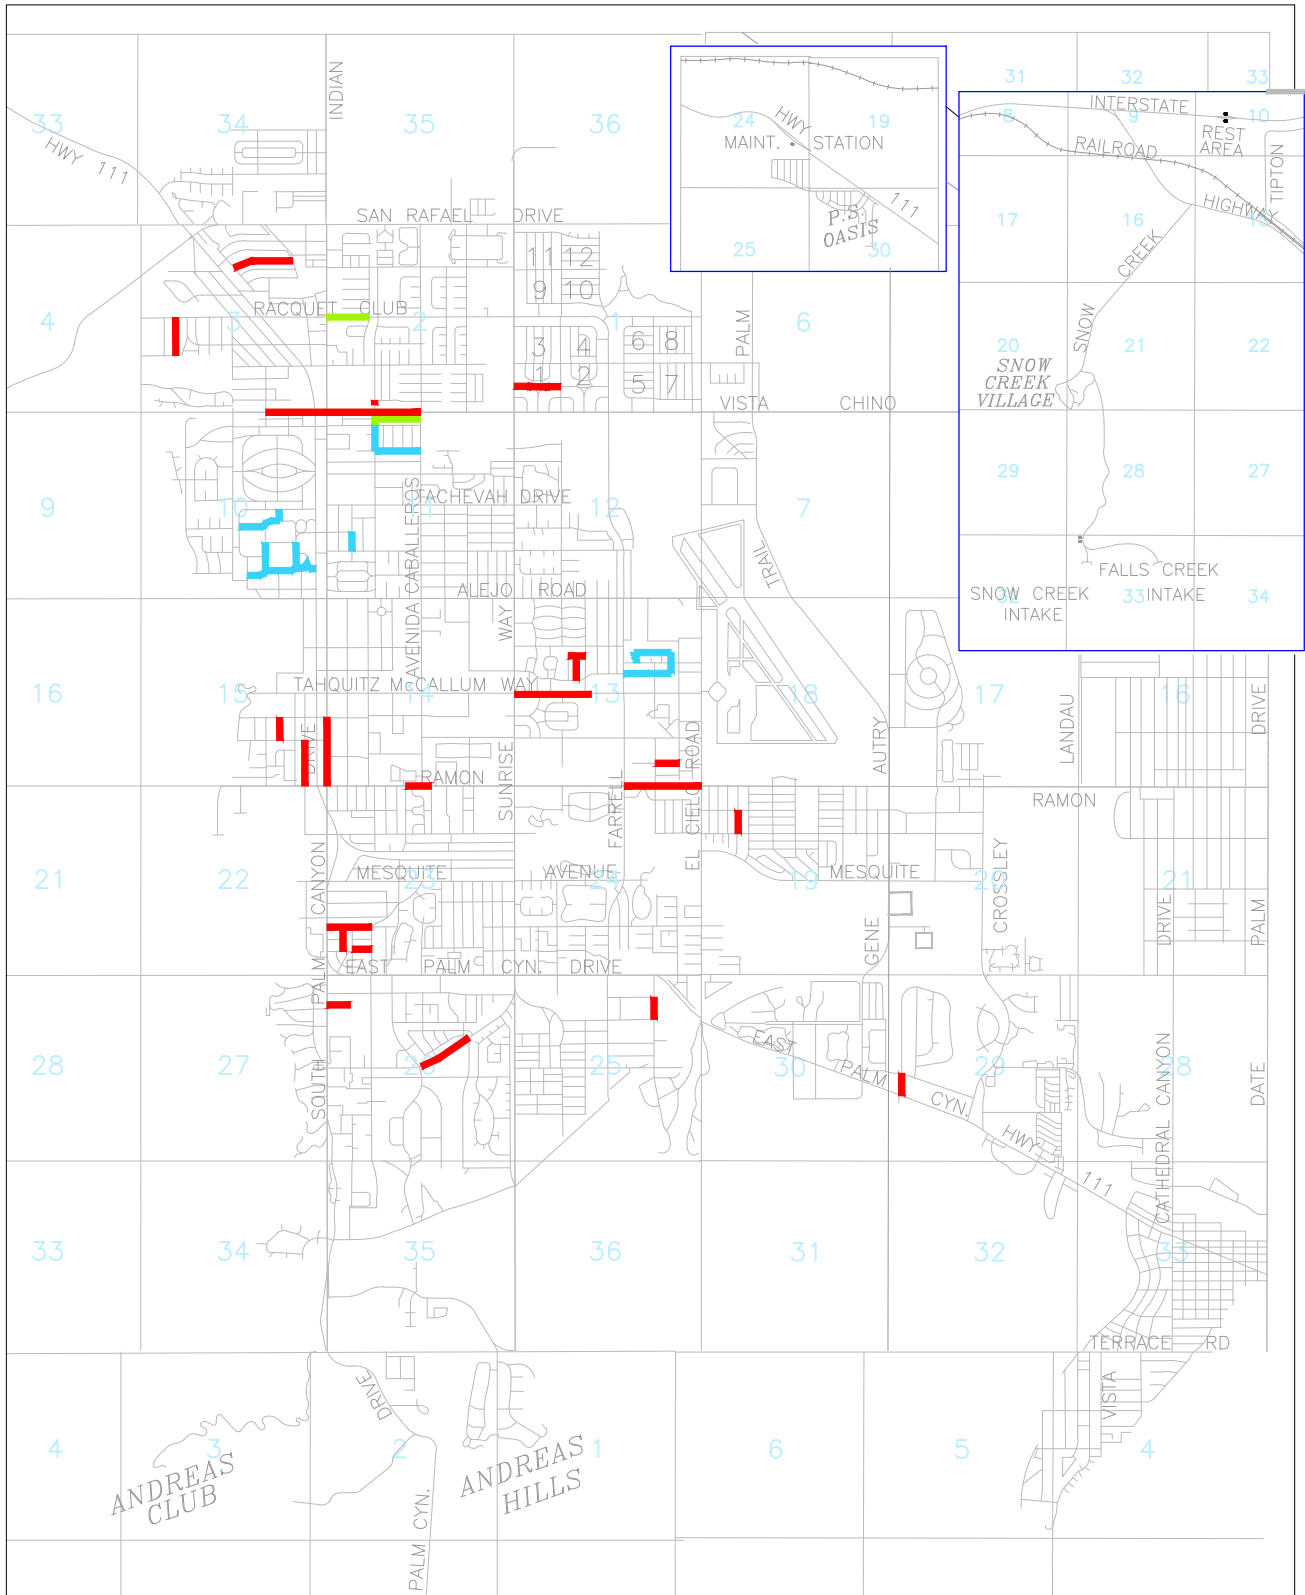 31
32
33
INDIAN
INTERSTATE
33
34
35
36
24
HWY
19
8
9
10
HWY 111
MAINT. STATION
REST
AREA
RAILROAD
TIPTON
111
P.S.
OASIS
HIGHWAY
SAN RAFAEL DRIVE
17
16
15
25
30
CREEK
11
12
9
10
RACQUET CLUB
4
3
2
1
6
PALM
3
4
6
8
SNOW
20
21
22
1
2
5
7
SNOW
CREEK
VILLAGE
VISTA CHINO
29
28
27
TACHEVAH DRIVE
9
10
11
12
7
AVENIDA CABALLEROS
TRAIL
FALLS CREEK
INTAKE
ALEJO ROAD
SNOW CREEK
INTAKE
32
33
34
WAY
TAHQUITZ McCALLUM WAY
16
15
14
13
18
17
16
DRIVE
DRIVE
LANDAU
AUTRY
ROAD
RAMON
SUNRISE
RAMON
FARRELL
EL CIELO
MESQUITE AVENUE
MESQUITE
21
22
23
24
19
20
21
CROSSLEY
CANYON
GENE
DRIVE
PALM
PALM
EAST PALM CYN. DRIVE
EAST
PALM
CYN.
28
27
26
25
30
29
28
SOUTH
CATHEDRAL CANYON
DATE
HWY
111
33
34
35
36
31
32
33
TERRACE RD
DRIVE
VISTA
4
3
2
1
6
5
4
ANDREAS
CLUB
ANDREAS
HILLS
PALM CYN.